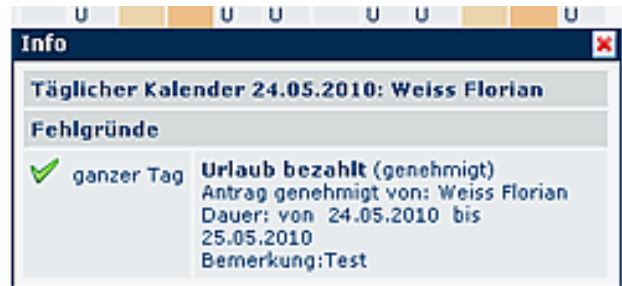 U U U U U U
Info
Täglicher Kalender 24.05.2010: Weiss Florian
Fehlgründe
ganzer Tag Urlaub bezahlt (genehmigt)
Antrag genehmigt von: Weiss Florian
Dauer: von 24.05.2010 bis
25.05.2010
Bemerkung:Test